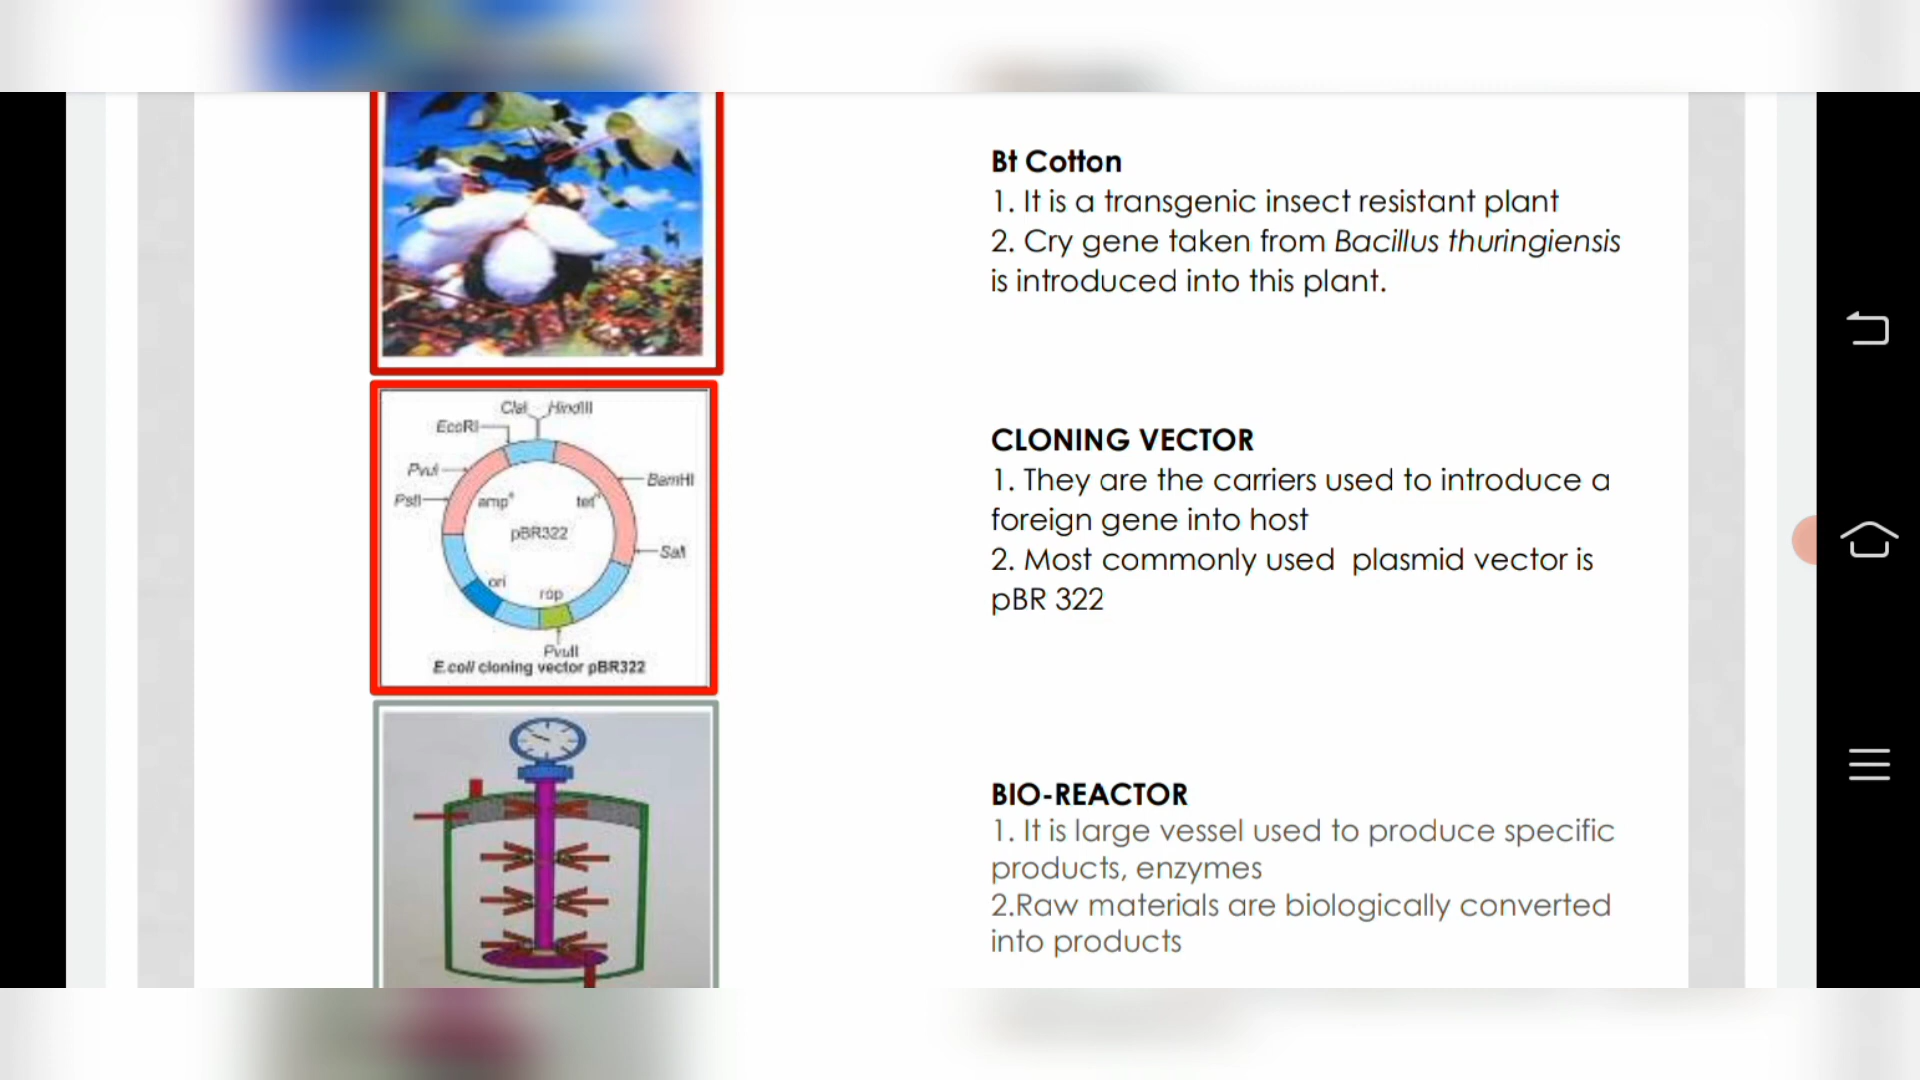 Bt Cotton
1. It is a transgenic insect resistant plant
2. Cry gene taken from Bacillus thuringiensis
is introduced into this plant.
ClaI HindIII
EcoRI
PvuI
BamHI
PstI
ampR
tetR
pBR322
SalI
ori
rop
PvuII
E.coli cloning vector pBR322
CLONING VECTOR
1. They are the carriers used to introduce a
foreign gene into host
2. Most commonly used plasmid vector is
pBR 322
BIO-REACTOR
1. It is large vessel used to produce specific
products, enzymes
2.Raw materials are biologically converted
into products